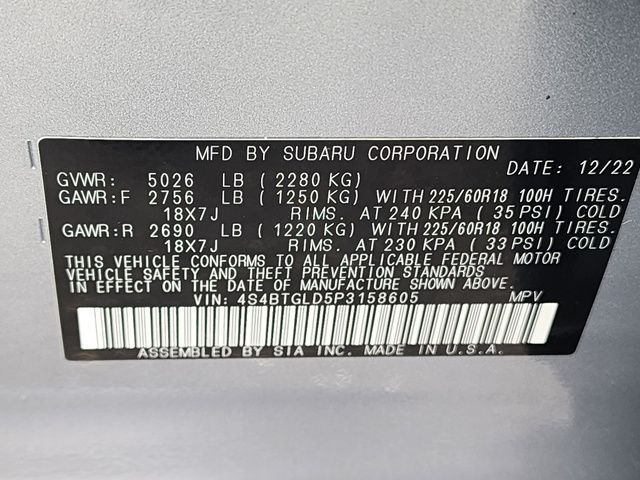 MFD BY SUBARU CORPORATION DATE: 12/22
GVWR: 5026 LB ( 2280 KG)
GAWR:F 2756 LB ( 1250 KG) WITH 225/60R18 100H TIRES.
18X7J RIMS. AT 240 KPA ( 35 PSI) COLD
GAWR:R 2690 LB ( 1220 KG) WITH 225/60R18 100H TIRES.
18X7J RIMS. AT 230 KPA ( 33 PSI) COLD
THIS VEHICLE CONFORMS TO ALL APPLICABLE FEDERAL MOTOR
VEHICLE SAFETY AND THEFT PREVENTION STANDARDS
IN EFFECT ON THE DATE OF MANUFACTURE SHOWN ABOVE.
VIN: 4S4BTGLD5P3158605 MPV
ASSEMBLED BY SIA INC. MADE IN U.S.A.